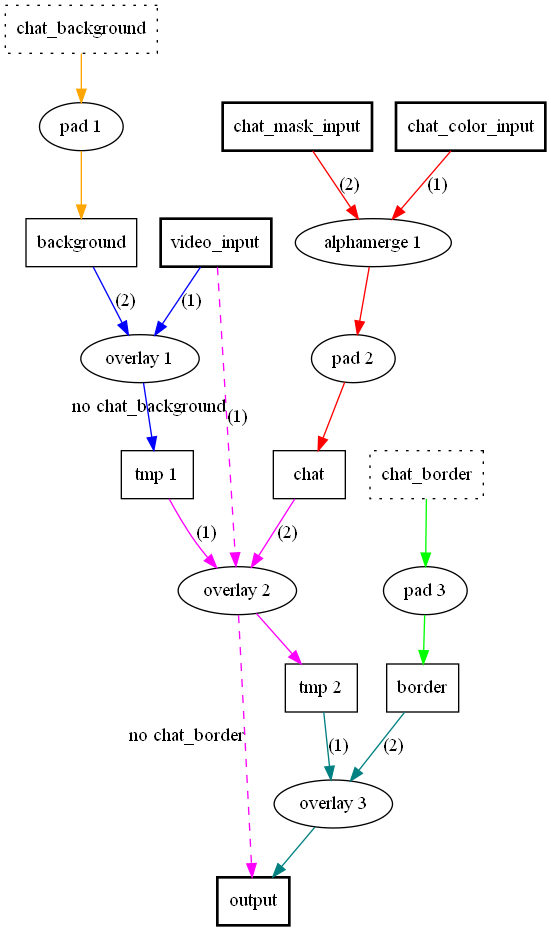 chat_background
pad 1
chat_mask_input
chat_color_input
(2)
(1)
background
video_input
alphamerge 1
(2)
(1)
overlay 1
pad 2
no chat_background
(1)
tmp 1
chat
chat_border
(1)
(2)
overlay 2
pad 3
tmp 2
border
no chat_border
(1)
(2)
overlay 3
output